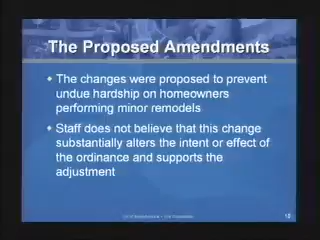 The Proposed Amendments
The changes were proposed to prevent
undue hardship on homeowners
performing minor remodels
Staff does not believe that this change
substantially alters the intent or effect of
the ordinance and supports the
adjustment
12